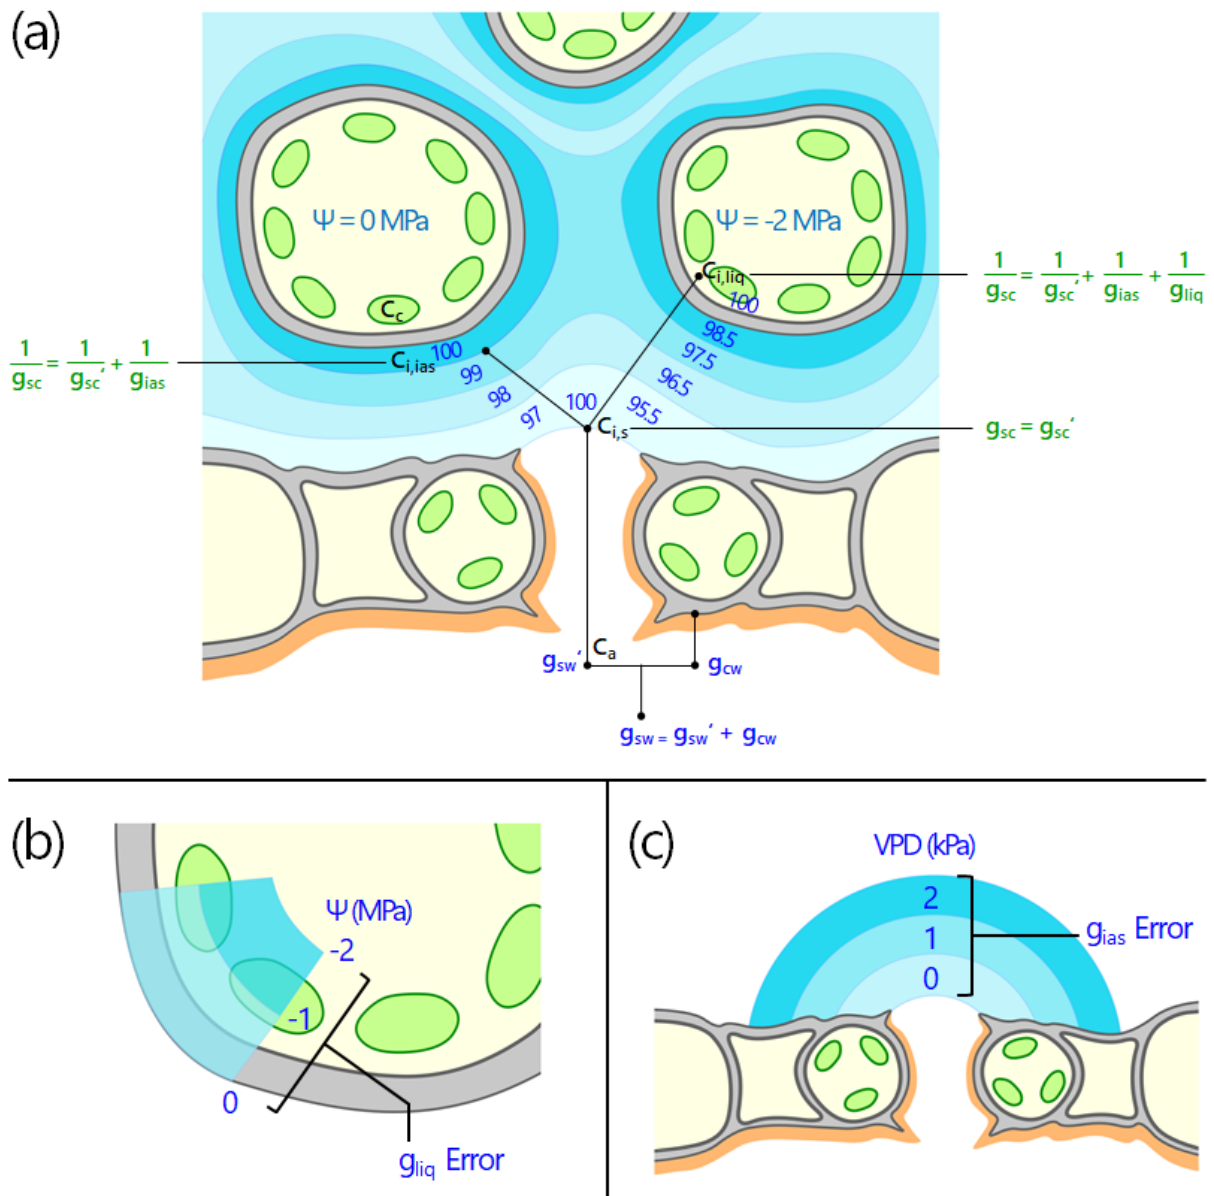 (a)
Ψ = 0 MPa
Ψ = -2 MPa
C_c
C_i,liq
1/g_sc = 1/g_sc′ + 1/g_ias + 1/g_liq
1/g_sc = 1/g_sc′ + 1/g_ias
C_i,ias
100
99
98
97
100
98.5
97.5
96.5
95.5
100
C_i,s
g_sc = g_sc′
C_a
g_sw′
g_cw
g_sw = g_sw′ + g_cw
(b)
Ψ (MPa)
-2
-1
0
g_liq Error
(c)
VPD (kPa)
2
1
0
g_ias Error